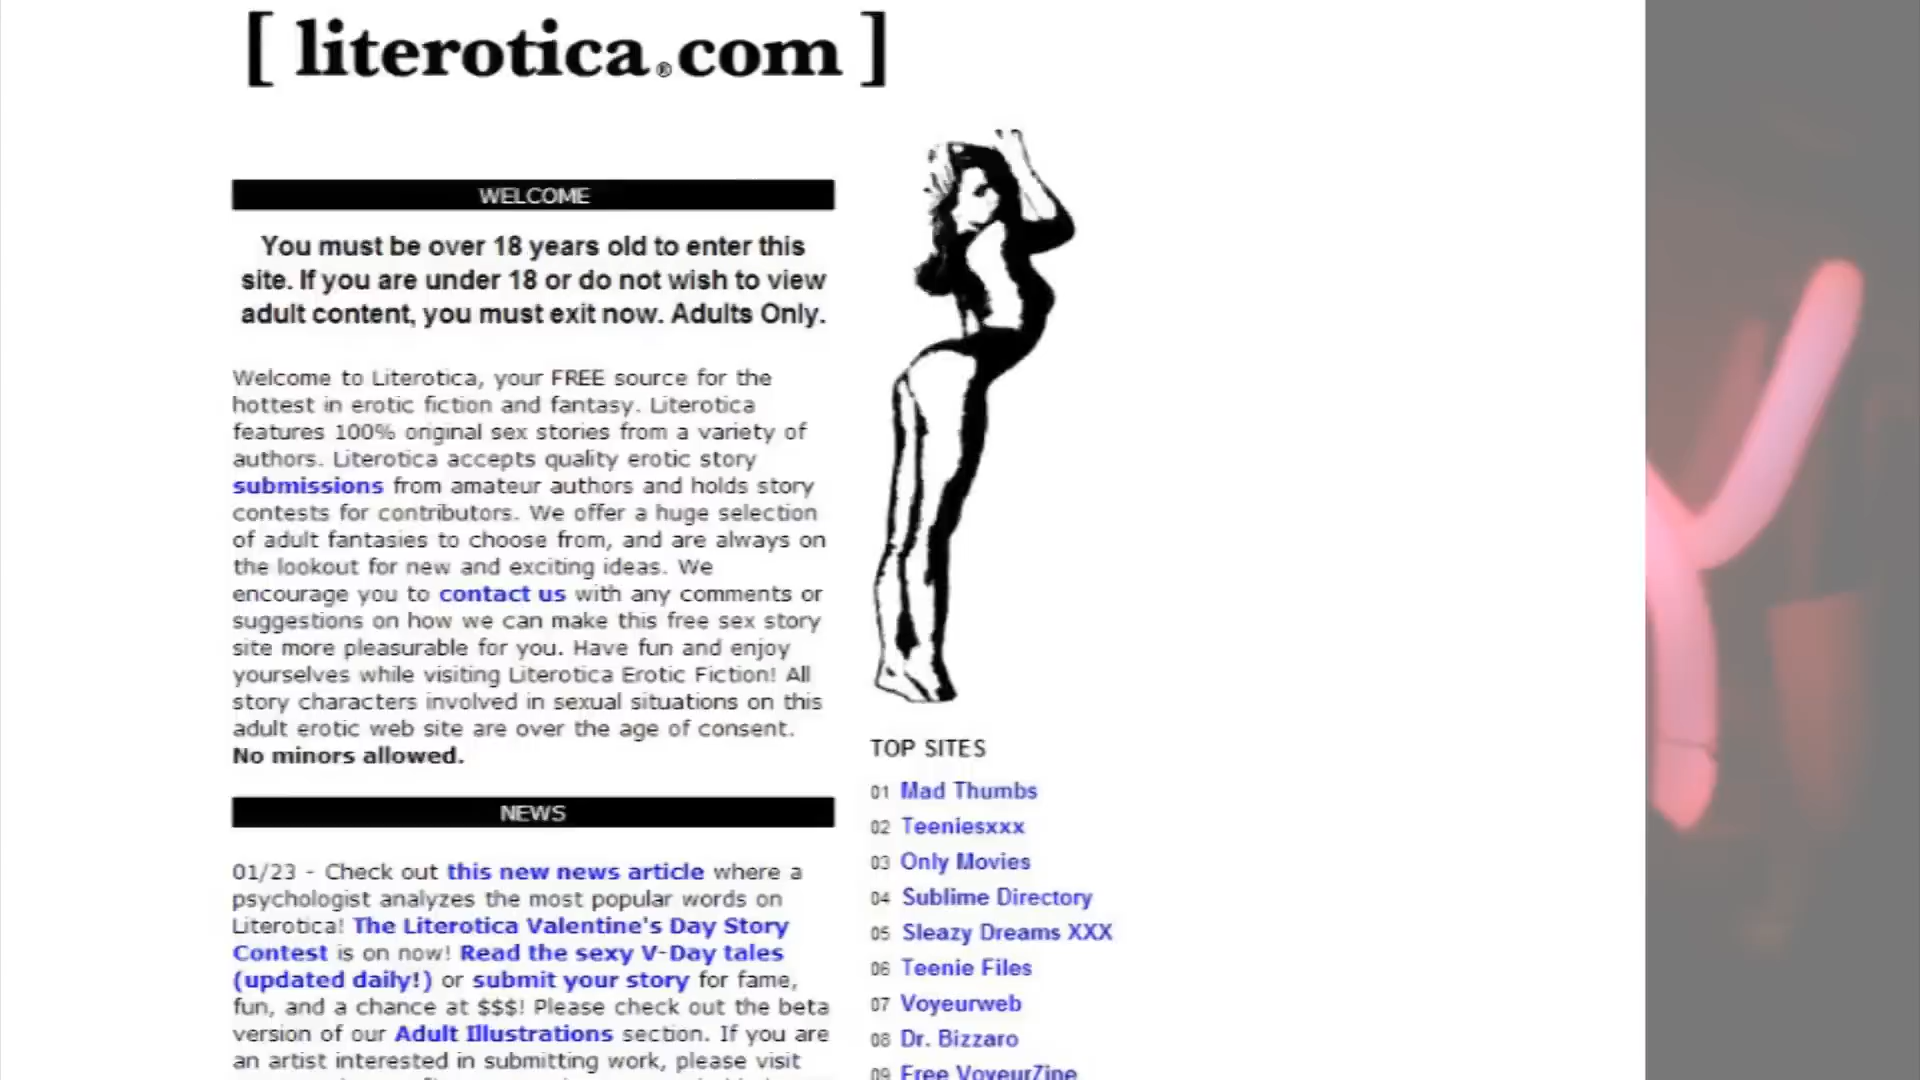 [ literotica®.com ]
WELCOME
You must be over 18 years old to enter this
site. If you are under 18 or do not wish to view
adult content, you must exit now. Adults Only.
Welcome to Literotica, your FREE source for the
hottest in erotic fiction and fantasy. Literotica
features 100% original sex stories from a variety of
authors. Literotica accepts quality erotic story
submissions from amateur authors and holds story
contests for contributors. We offer a huge selection
of adult fantasies to choose from, and are always on
the lookout for new and exciting ideas. We
encourage you to contact us with any comments or
suggestions on how we can make this free sex story
site more pleasurable for you. Have fun and enjoy
yourselves while visiting Literotica Erotic Fiction! All
story characters involved in sexual situations on this
adult erotic web site are over the age of consent.
No minors allowed.
NEWS
01/23 - Check out this new news article where a
psychologist analyzes the most popular words on
Literotica! The Literotica Valentine's Day Story
Contest is on now! Read the sexy V-Day tales
(updated daily!) or submit your story for fame,
fun, and a chance at $$$! Please check out the beta
version of our Adult Illustrations section. If you are
an artist interested in submitting work, please visit
TOP SITES
01 Mad Thumbs
02 Teeniesxxx
03 Only Movies
04 Sublime Directory
05 Sleazy Dreams XXX
06 Teenie Files
07 Voyeurweb
08 Dr. Bizzaro
09 Free VoyeurZine